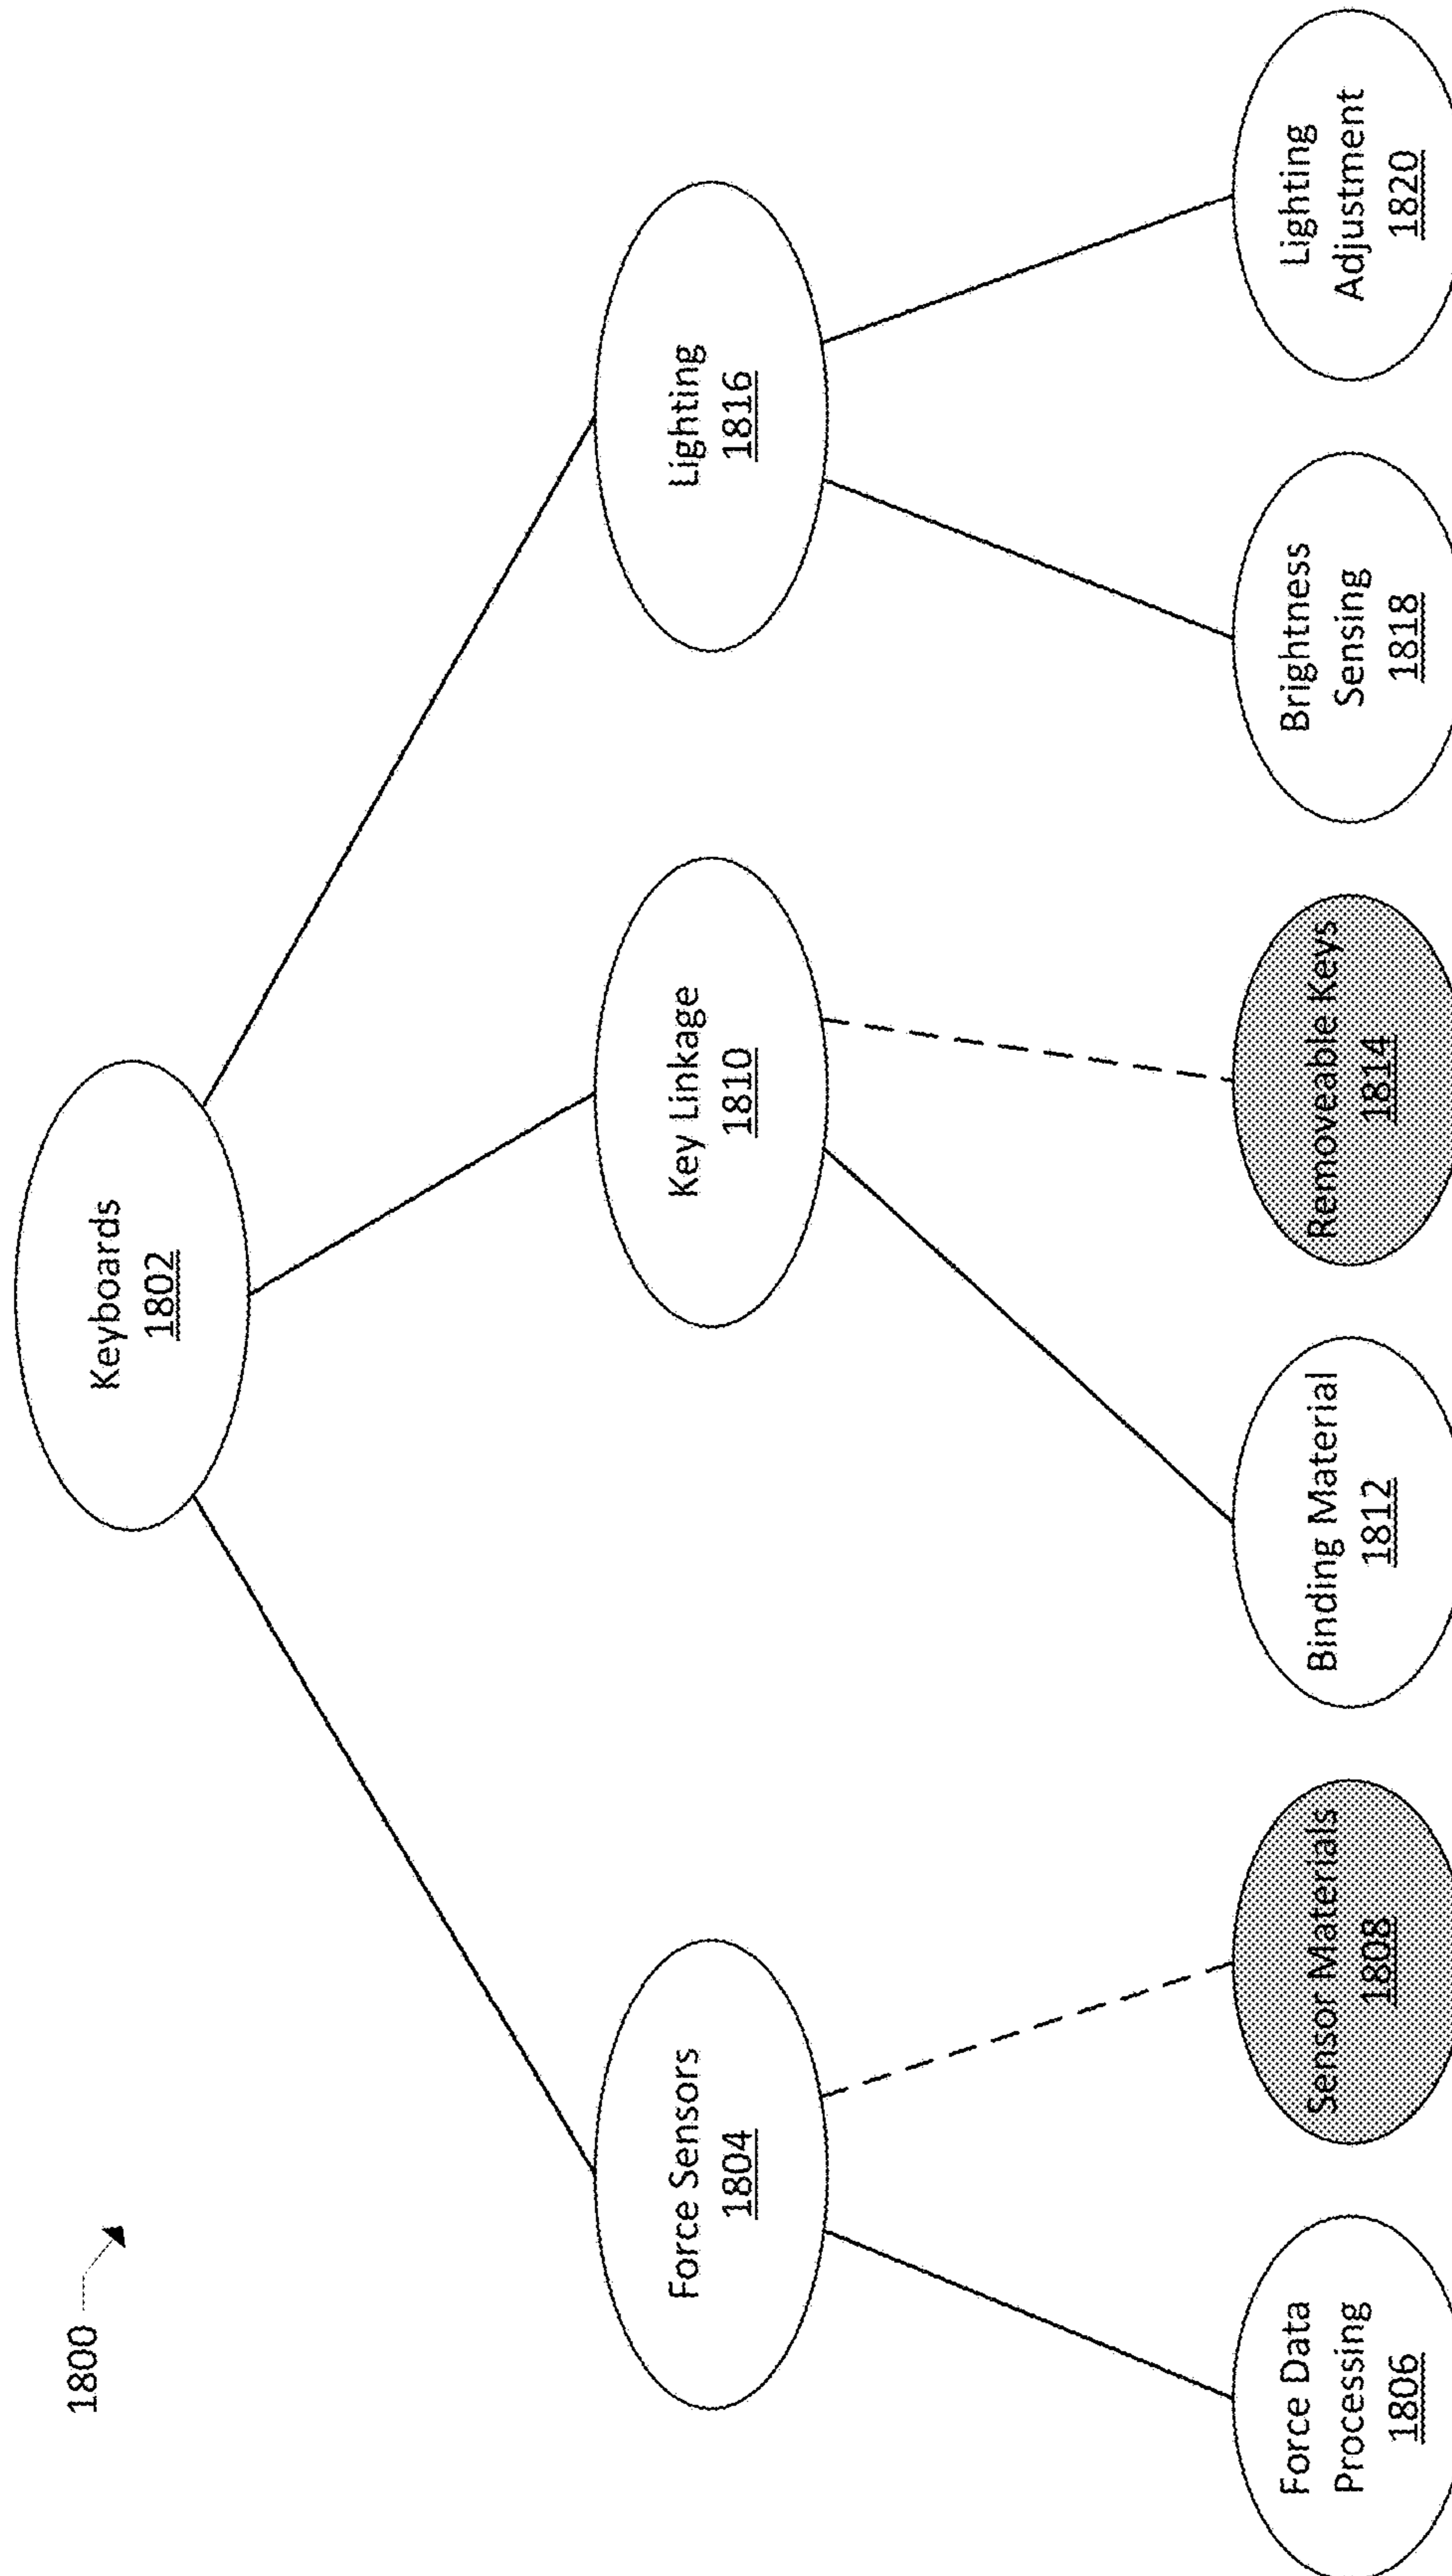 1800
Keyboards
1802
Force Sensors
1804
Key Linkage
1810
Lighting
1816
Force Data
Processing
1806
Sensor Materials
1808
Binding Material
1812
Removeable Keys
1814
Brightness
Sensing
1818
Lighting
Adjustment
1820